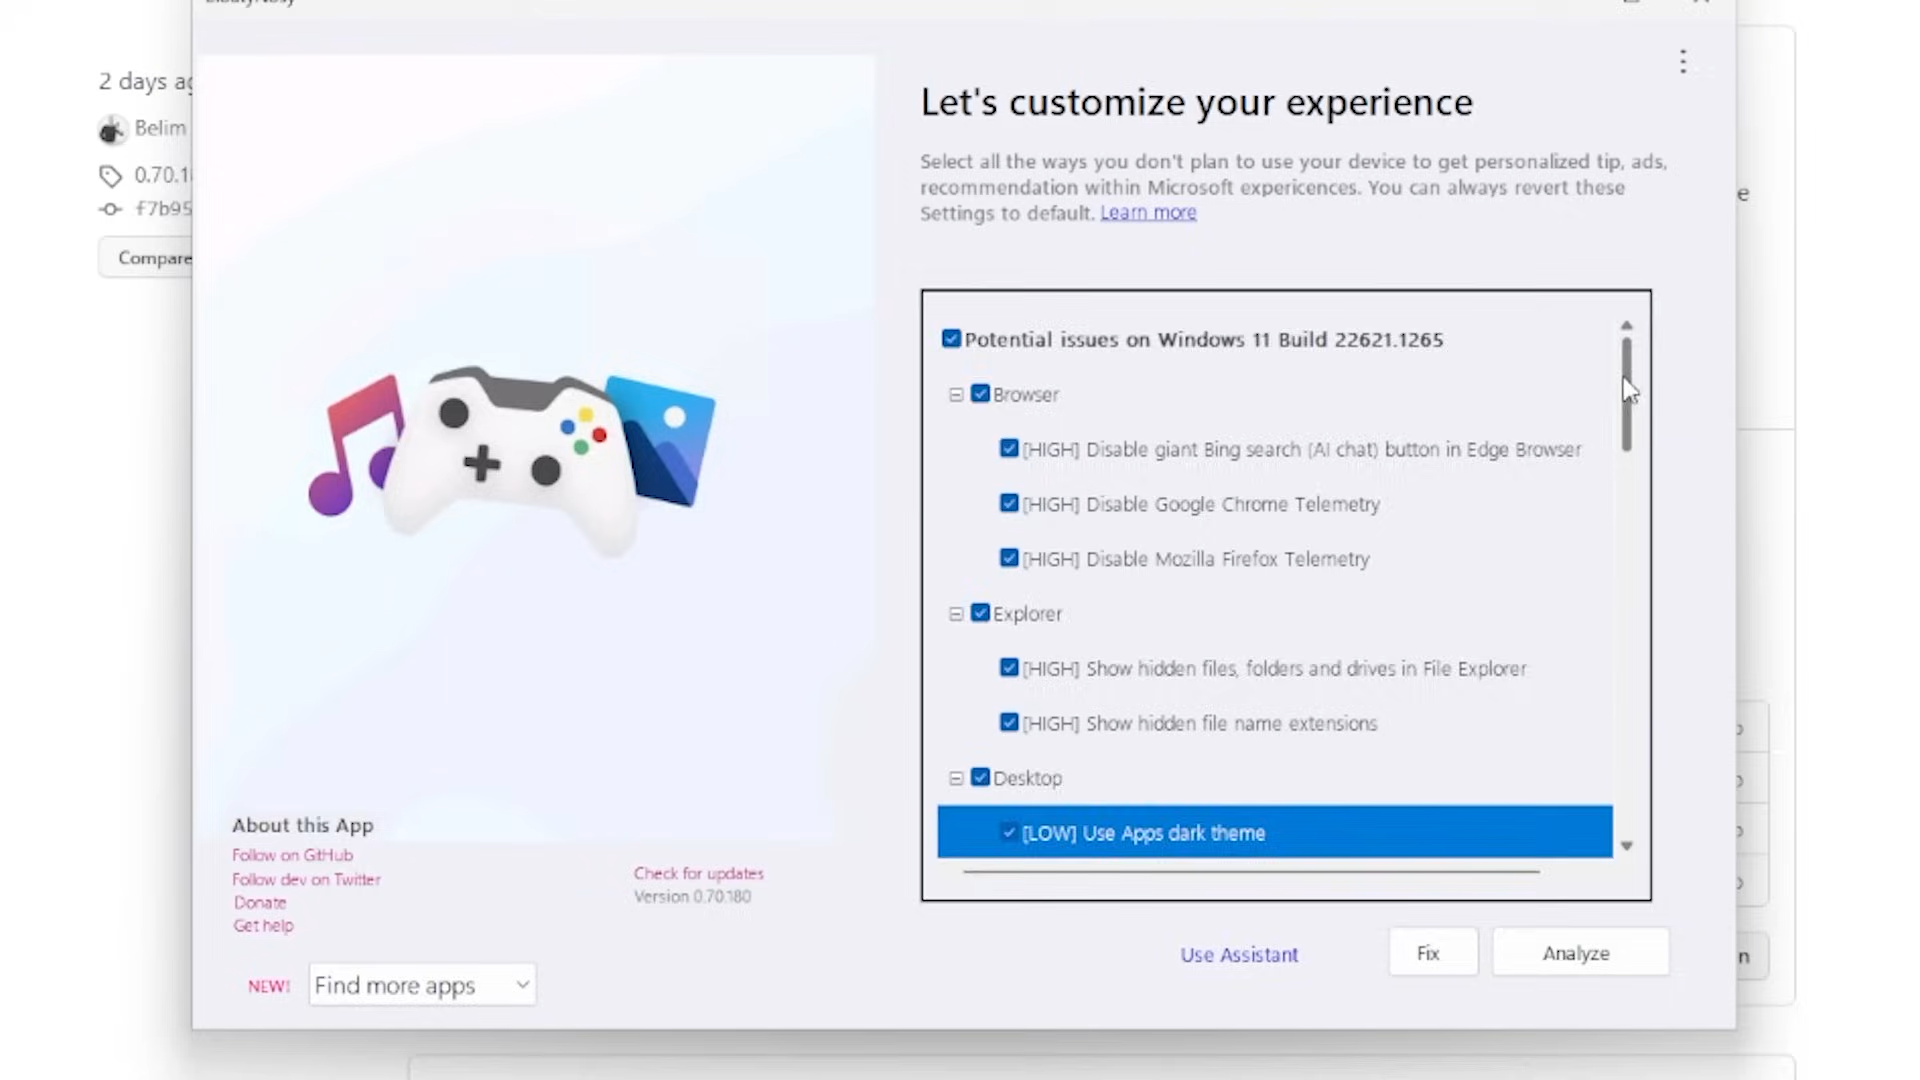 2 days ag
Belim
0.70.1
f7b95
Compare
Let's customize your experience
Select all the ways you don't plan to use your device to get personalized tip, ads,
recommendation within Microsoft expericences. You can always revert these
Settings to default. Learn more
Potential issues on Windows 11 Build 22621.1265
Browser
[HIGH] Disable giant Bing search (AI chat) button in Edge Browser
[HIGH] Disable Google Chrome Telemetry
[HIGH] Disable Mozilla Firefox Telemetry
Explorer
[HIGH] Show hidden files, folders and drives in File Explorer
[HIGH] Show hidden file name extensions
Desktop
[LOW] Use Apps dark theme
About this App
Follow on GitHub
Follow dev on Twitter
Donate
Get help
Check for updates
Version 0.70.180
NEW!
Find more apps
Use Assistant
Fix
Analyze
e
n